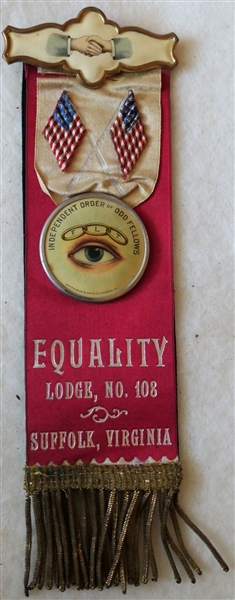 INDEPENDENT ORDER OF ODD FELLOWS
F L T
EQUALITY
LODGE, NO. 108
SUFFOLK, VIRGINIA